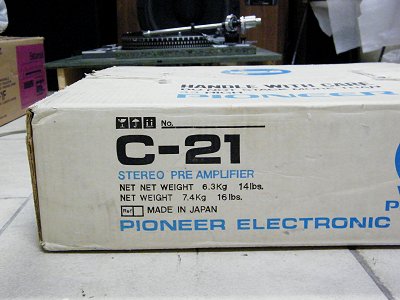 HANDLE WITH CARE
PIONEER
No.
C-21
STEREO PRE AMPLIFIER
NET NET WEIGHT 6.3Kg 14lbs.
NET WEIGHT 7.4Kg 16lbs.
Ref MADE IN JAPAN
PIONEER ELECTRONIC
P